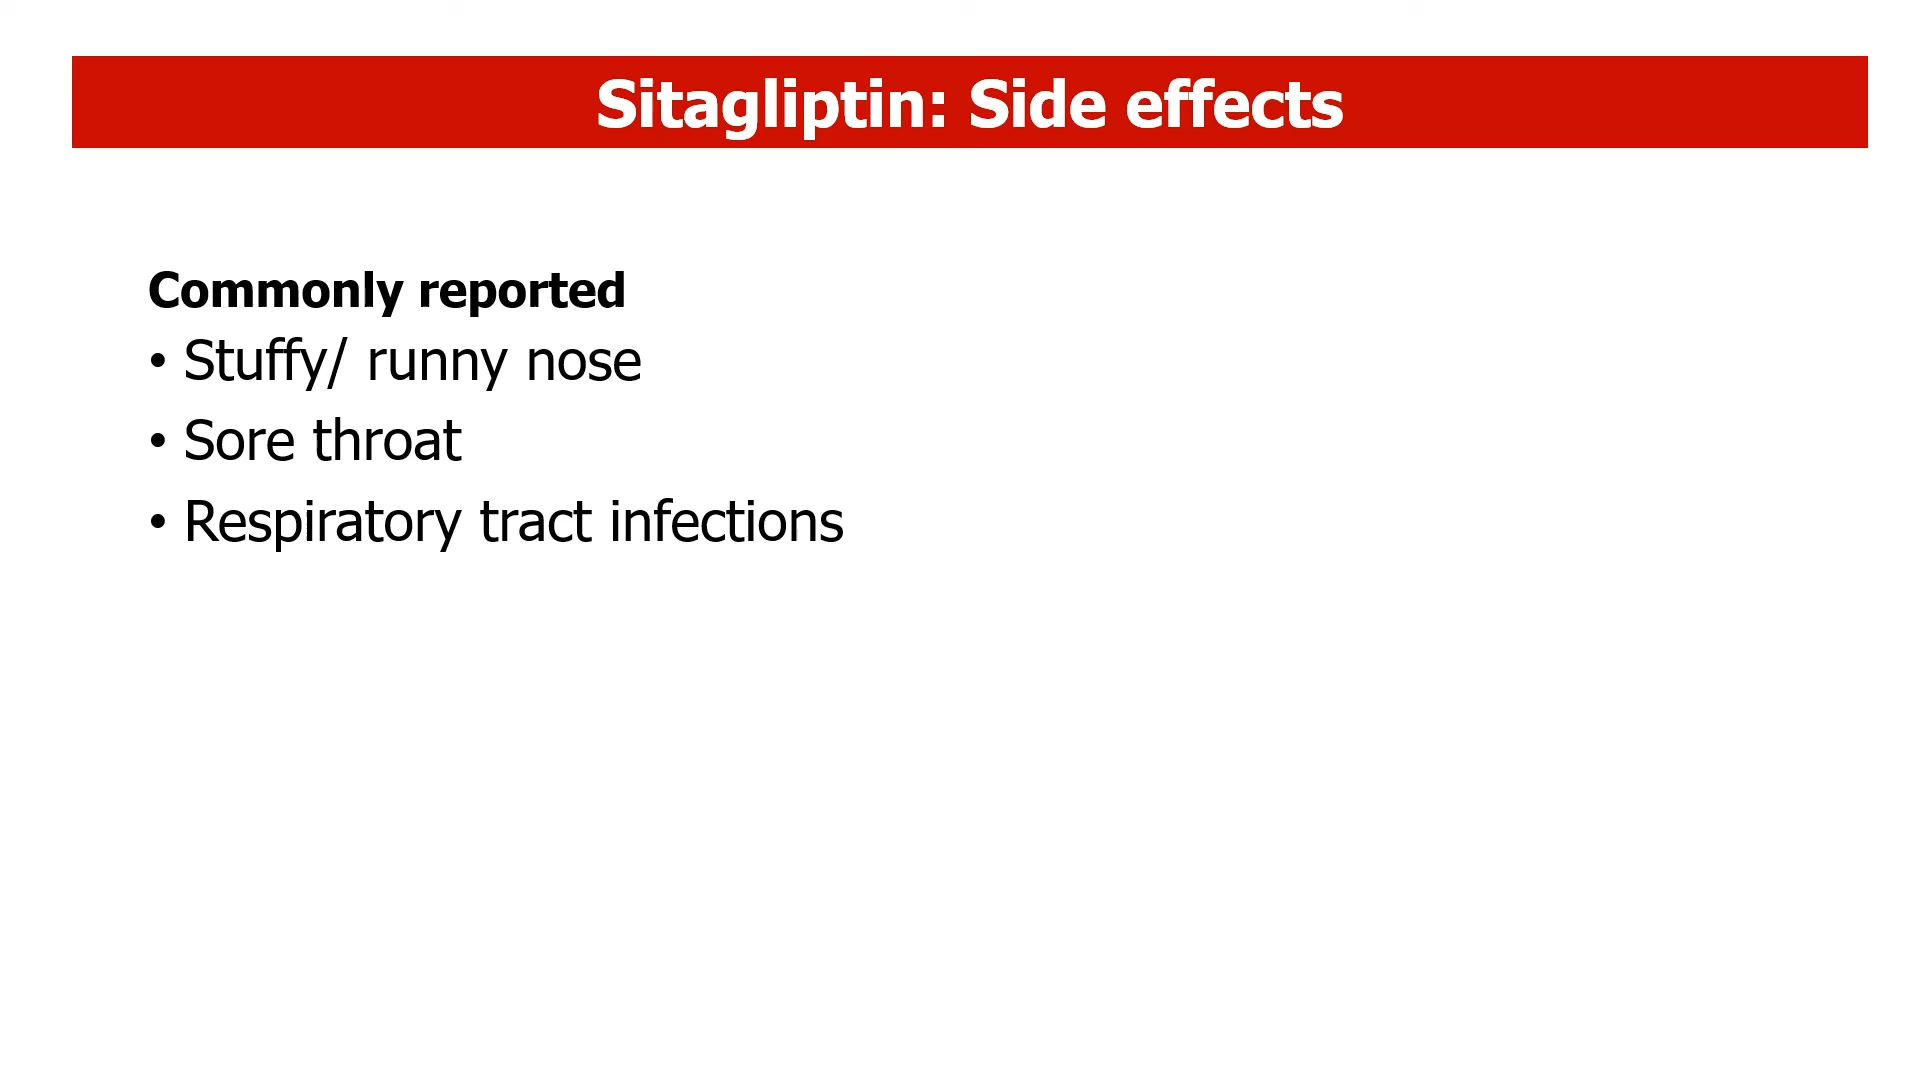 Sitagliptin: Side effects
Commonly reported
• Stuffy/ runny nose
• Sore throat
• Respiratory tract infections